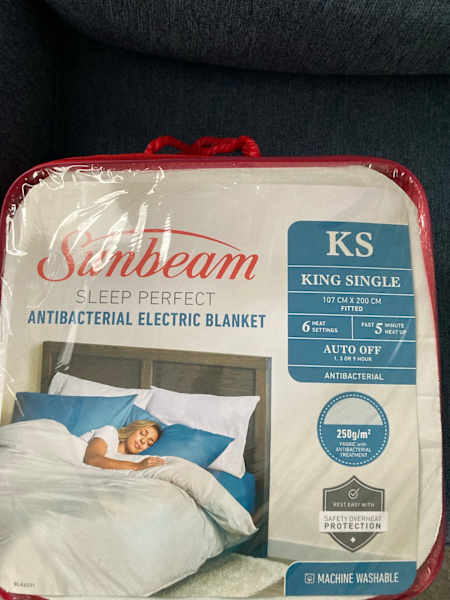 Sunbeam
SLEEP PERFECT
ANTIBACTERIAL ELECTRIC BLANKET
KS
KING SINGLE
107 CM X 200 CM
FITTED
6 HEAT SETTINGS
FAST 5 MINUTE HEAT UP
AUTO OFF
1, 3 OR 9 HOUR
ANTIBACTERIAL
250g/m²
FABRIC with
ANTIBACTERIAL
TREATMENT
REST EASY WITH
SAFETY OVERHEAT
PROTECTION
MACHINE WASHABLE